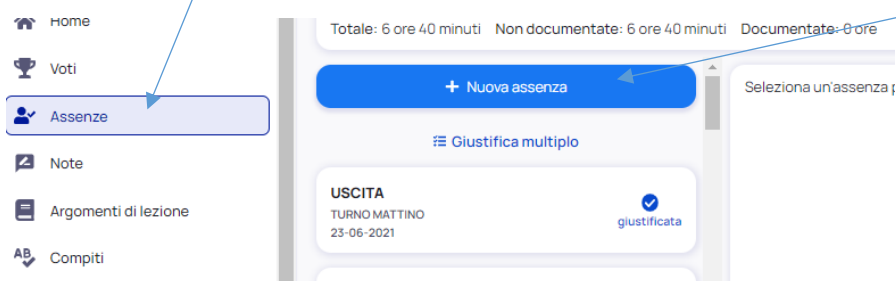 Home
Voti
Assenze
Note
Argomenti di lezione
Compiti
Totale: 6 ore 40 minuti Non documentate: 6 ore 40 minuti Documentate: 0 ore
+ Nuova assenza
Giustifica multiplo
USCITA
TURNO MATTINO
23-06-2021
giustificata
Seleziona un'assenza p